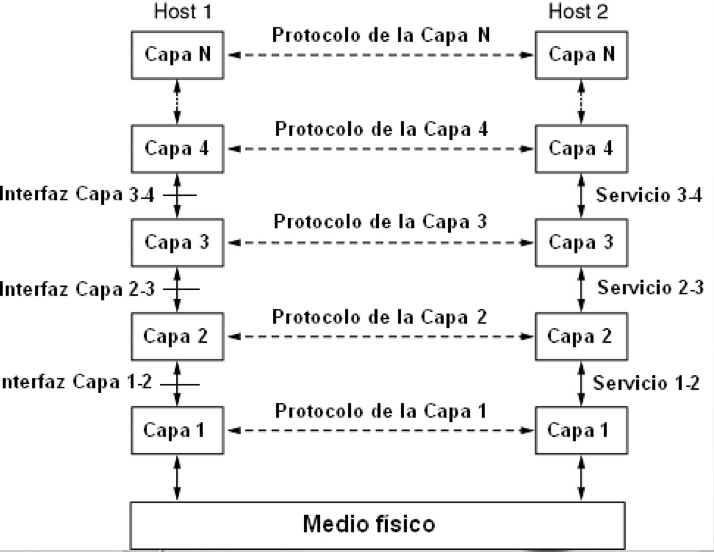 Host 1
Host 2
Protocolo de la Capa N
Capa N
Capa N
Protocolo de la Capa 4
Capa 4
Capa 4
Interfaz Capa 3-4
Servicio 3-4
Protocolo de la Capa 3
Capa 3
Capa 3
Interfaz Capa 2-3
Servicio 2-3
Protocolo de la Capa 2
Capa 2
Capa 2
nterfaz Capa 1-2
Servicio 1-2
Protocolo de la Capa 1
Capa 1
Capa 1
Medio físico